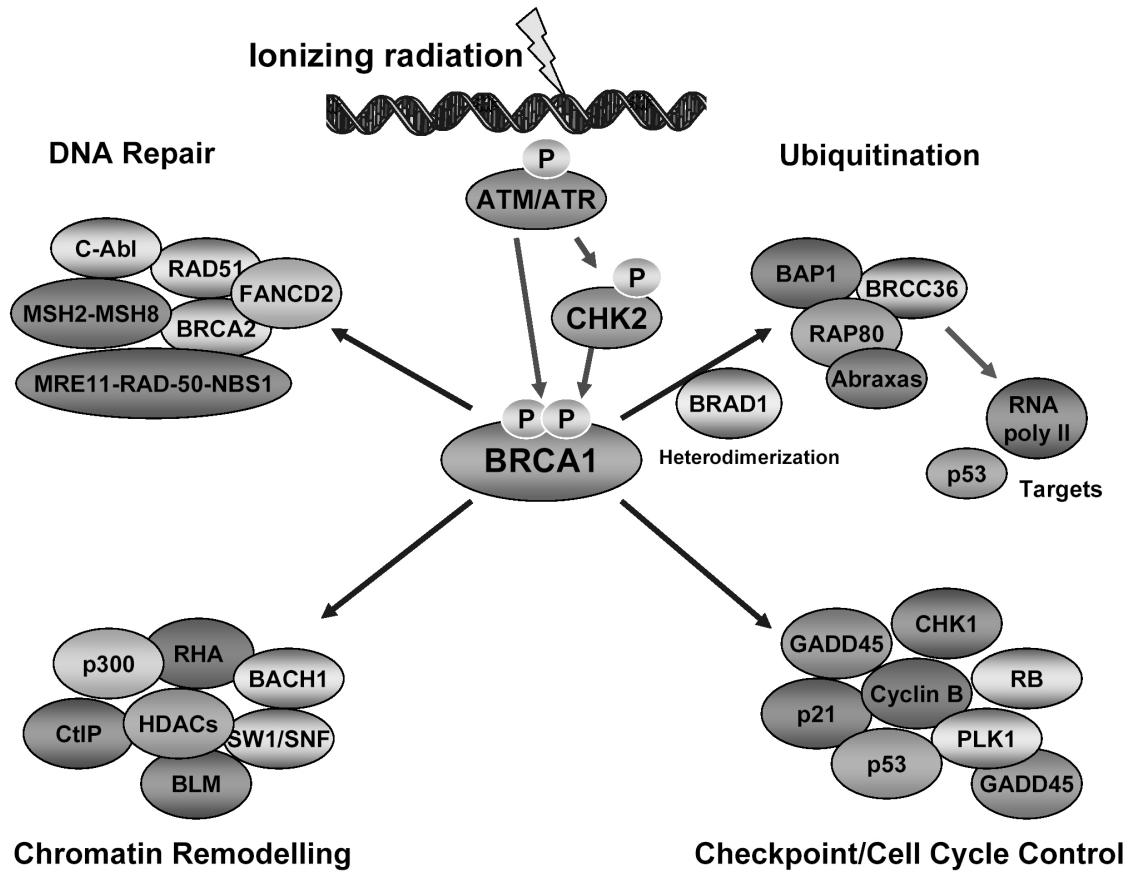 Ionizing radiation
DNA Repair
Ubiquitination
P
ATM/ATR
C-Abl
RAD51
FANCD2
MSH2-MSH8
BRCA2
MRE11-RAD-50-NBS1
P
CHK2
BAP1
BRCC36
RAP80
Abraxas
RNA
poly II
p53
Targets
BRAD1
Heterodimerization
P
P
BRCA1
p300
RHA
BACH1
CtIP
HDACs
SW1/SNF
BLM
Chromatin Remodelling
GADD45
CHK1
Cyclin B
RB
p21
PLK1
p53
GADD45
Checkpoint/Cell Cycle Control